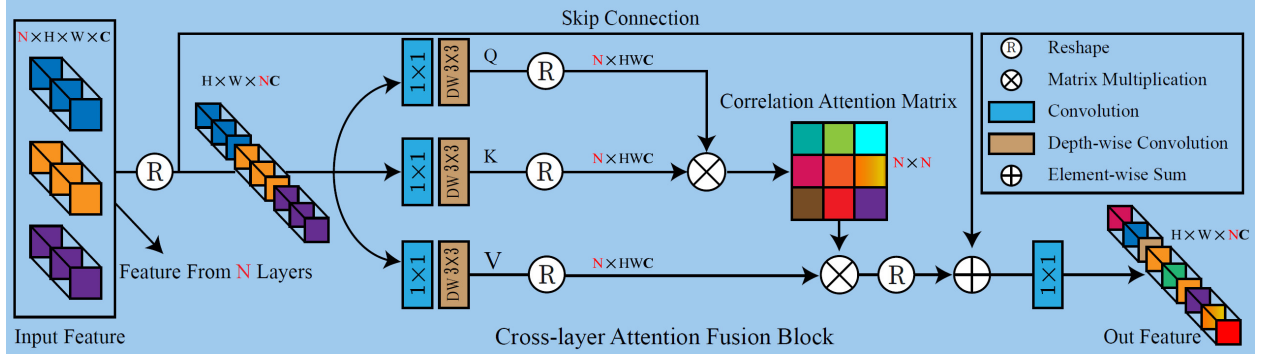 Skip Connection
N×H×W×C
H×W×NC
1×1
DW 3X3
Q
R
N×HWC
R
1×1
DW 3X3
K
R
N×HWC
Correlation Attention Matrix
N×N
1×1
DW 3X3
V
R
N×HWC
R
1×1
H×W×NC
Feature From N Layers
Input Feature
Cross-layer Attention Fusion Block
Out Feature
R Reshape
Matrix Multiplication
Convolution
Depth-wise Convolution
Element-wise Sum